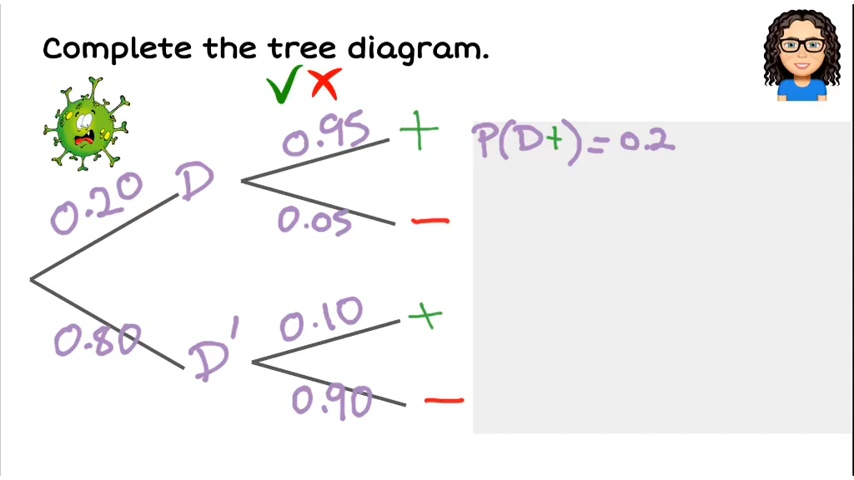 Complete the tree diagram.
0.95 +
P(D+) = 0.2
0.20 D
0.05 −
0.10 +
0.80 D'
0.90 −